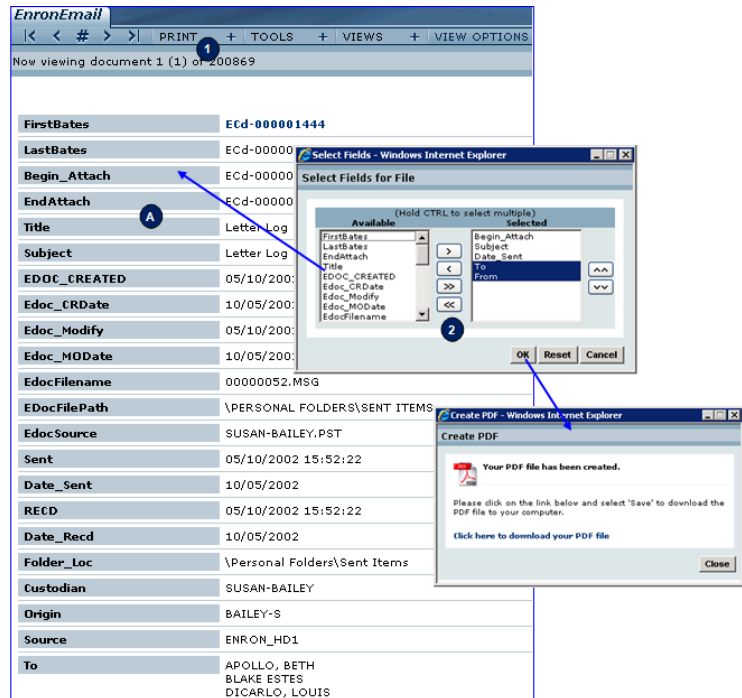 EnronEmail
|< < # > >| PRINT + TOOLS + VIEWS + VIEW OPTIONS
1
Now viewing document 1 (1) of 200869
FirstBates ECd-000001444
LastBates ECd-00000
Begin_Attach ECd-00000
EndAttach ECd-00000
A
Title Letter Log
Subject Letter Log
EDOC_CREATED 05/10/200
Edoc_CRDate 10/05/200
Edoc_Modify 05/10/200
Edoc_MODate 10/05/200
EdocFilename 00000052.MSG
EDocFilePath \PERSONAL FOLDERS\SENT ITEMS
EdocSource SUSAN-BAILEY.PST
Sent 05/10/2002 15:52:22
Date_Sent 10/05/2002
RECD 05/10/2002 15:52:22
Date_Recd 10/05/2002
Folder_Loc \Personal Folders\Sent Items
Custodian SUSAN-BAILEY
Origin BAILEY-S
Source ENRON_HD1
To APOLLO, BETH
BLAKE ESTES
DICARLO, LOUIS
Select Fields - Windows Internet Explorer
Select Fields for File
(Hold CTRL to select multiple)
Available Selected
FirstBates
LastBates
EndAttach
Title
EDOC_CREATED
Edoc_CRDate
Edoc_Modify
Edoc_MODate
EdocFilename
>
<
>>
<<
Begin_Attach
Subject
Date_Sent
To
From
2
OK Reset Cancel
Create PDF - Windows Internet Explorer
Create PDF
Your PDF file has been created.
Please click on the link below and select 'Save' to download the
PDF file to your computer.
Click here to download your PDF file
Close